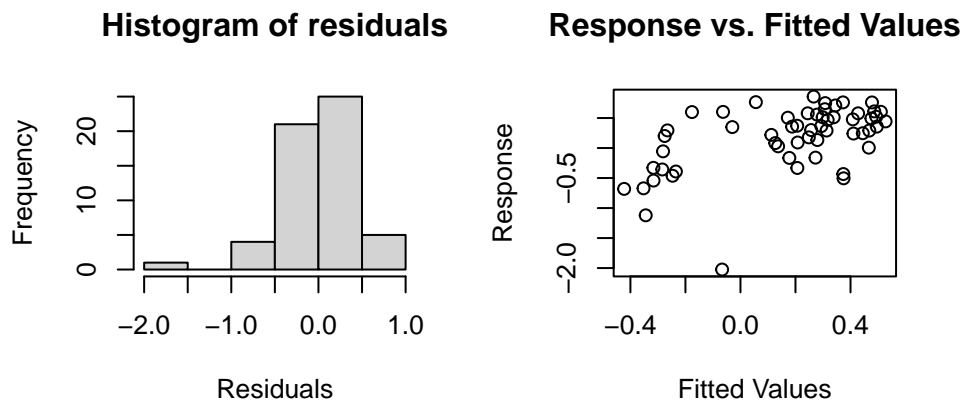 Histogram of residuals
Frequency
0
10
20
−2.0 −1.0 0.0 1.0
Residuals
Response vs. Fitted Values
Response
−2.0
−0.5
−0.4 0.0 0.4
Fitted Values